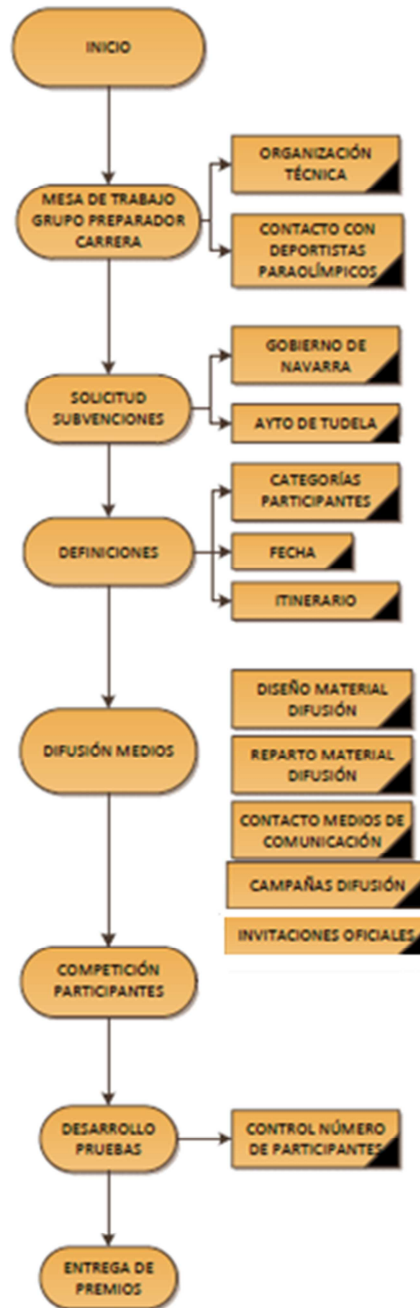 INICIO
MESA DE TRABAJO
GRUPO PREPARADOR
CARRERA
ORGANIZACIÓN
TÉCNICA
CONTACTO CON
DEPORTISTAS
PARAOLÍMPICOS
SOLICITUD
SUBVENCIONES
GOBIERNO DE
NAVARRA
AYTO DE TUDELA
DEFINICIONES
CATEGORÍAS
PARTICIPANTES
FECHA
ITINERARIO
DIFUSIÓN MEDIOS
DISEÑO MATERIAL
DIFUSIÓN
REPARTO MATERIAL
DIFUSIÓN
CONTACTO MEDIOS DE
COMUNICACIÓN
CAMPAÑAS DIFUSIÓN
INVITACIONES OFICIALES
COMPETICIÓN
PARTICIPANTES
DESARROLLO
PRUEBAS
CONTROL NÚMERO
DE PARTICIPANTES
ENTREGA DE
PREMIOS